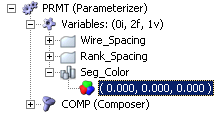 PRMT (Parameterizer)
Variables: (0i, 2f, 1v)
Wire_Spacing
Rank_Spacing
Seg_Color
( 0.000, 0.000, 0.000 )
COMP (Composer)